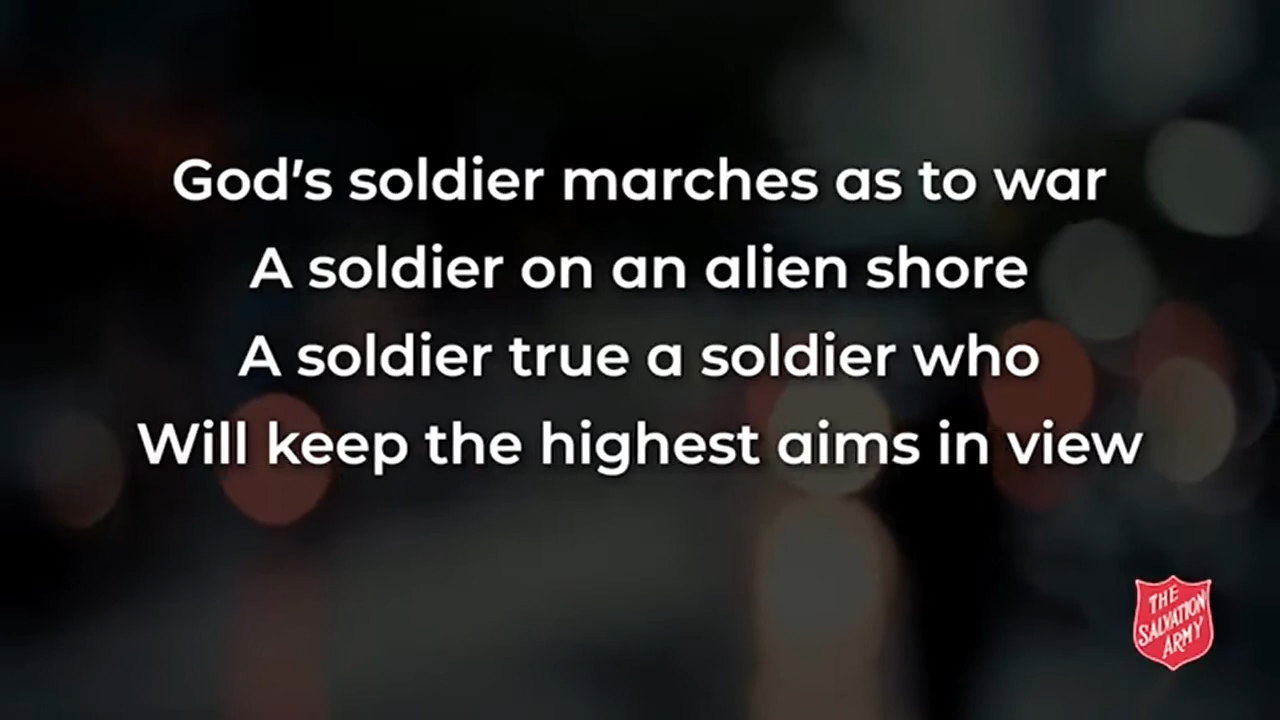 God's soldier marches as to war
A soldier on an alien shore
A soldier true a soldier who
Will keep the highest aims in view
THE
SALVATION
ARMY